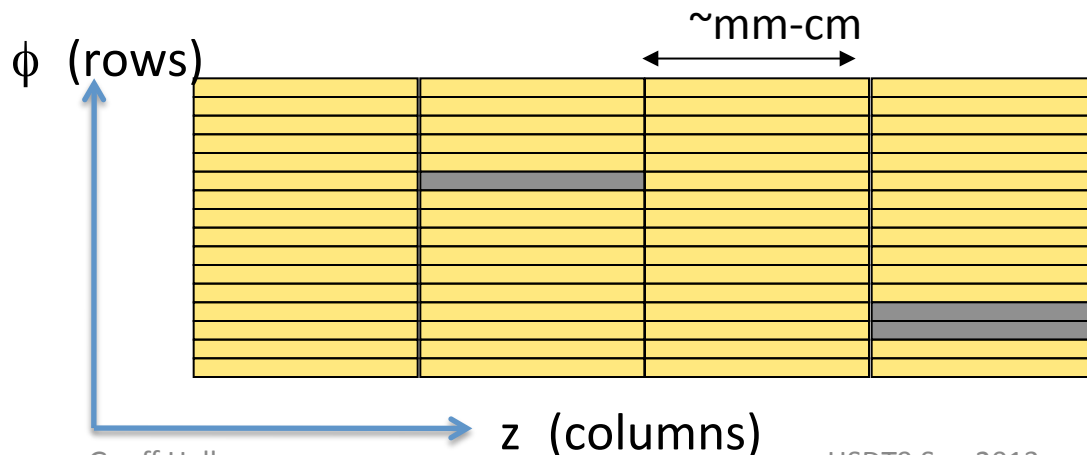 ~mm-cm
ϕ (rows)
z (columns)